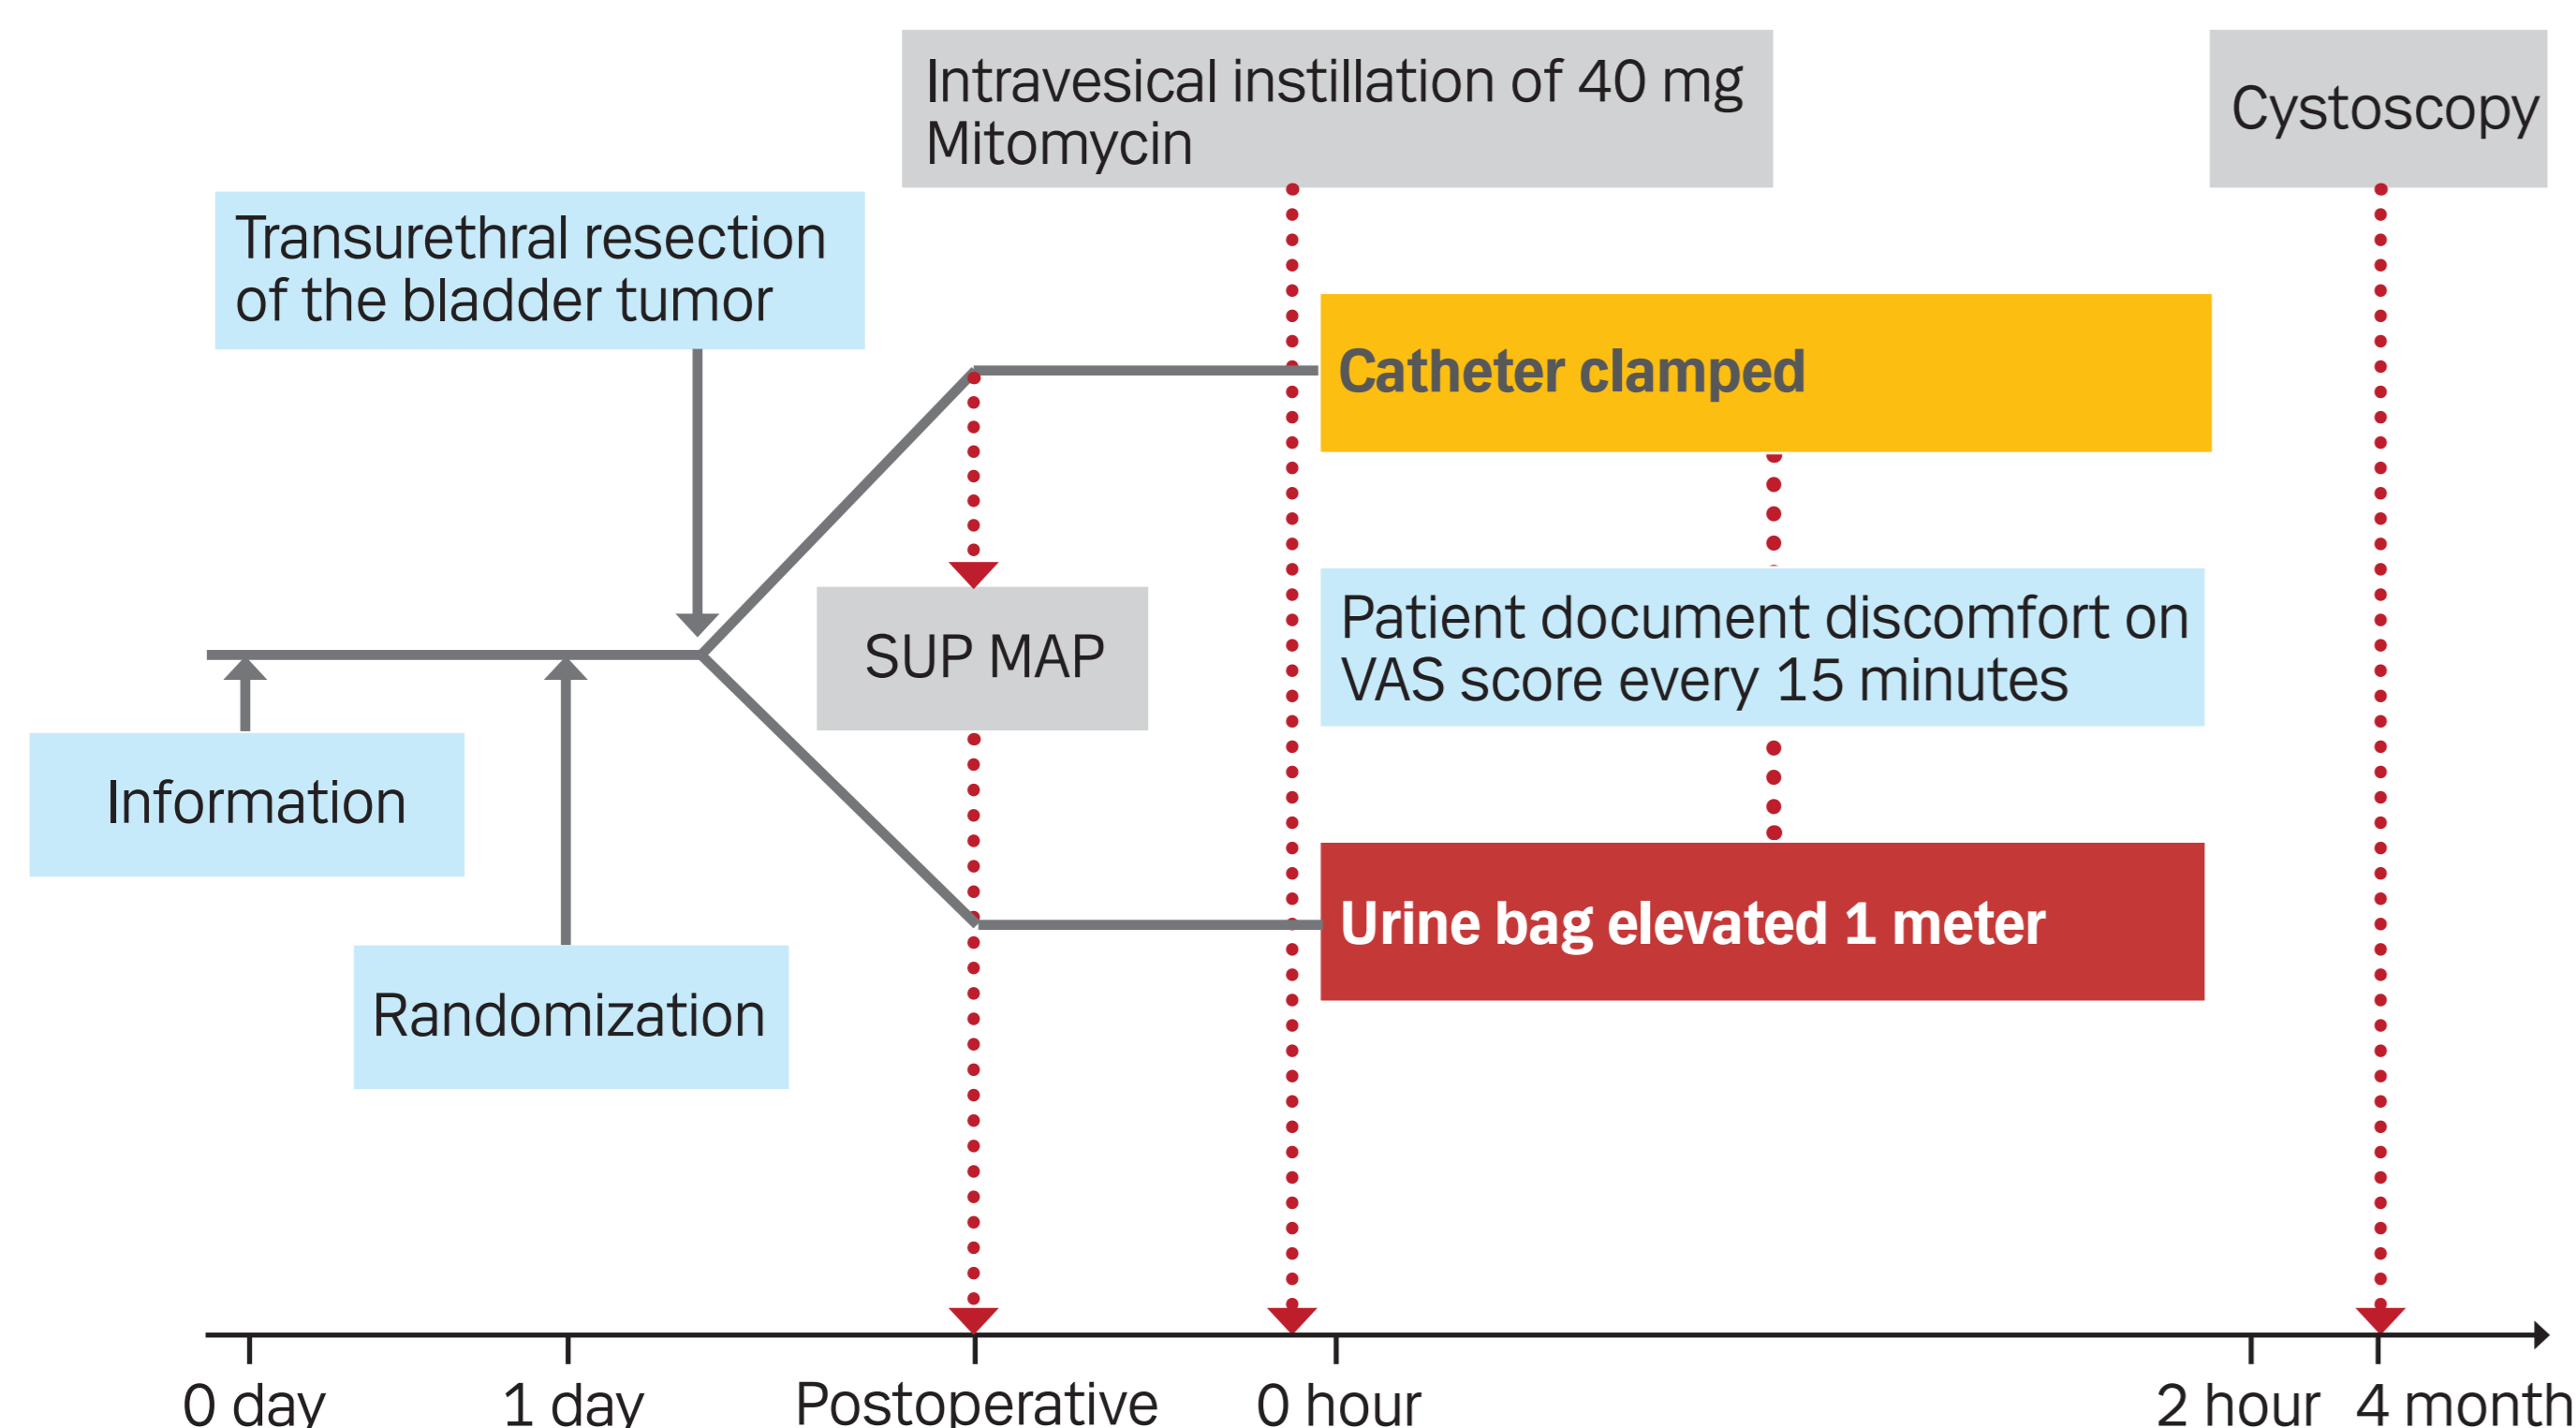 Intravesical instillation of 40 mg
Mitomycin
Cystoscopy
Transurethral resection
of the bladder tumor
Catheter clamped
SUP MAP
Patient document discomfort on
VAS score every 15 minutes
Information
Urine bag elevated 1 meter
Randomization
0 day
1 day
Postoperative
0 hour
2 hour
4 month